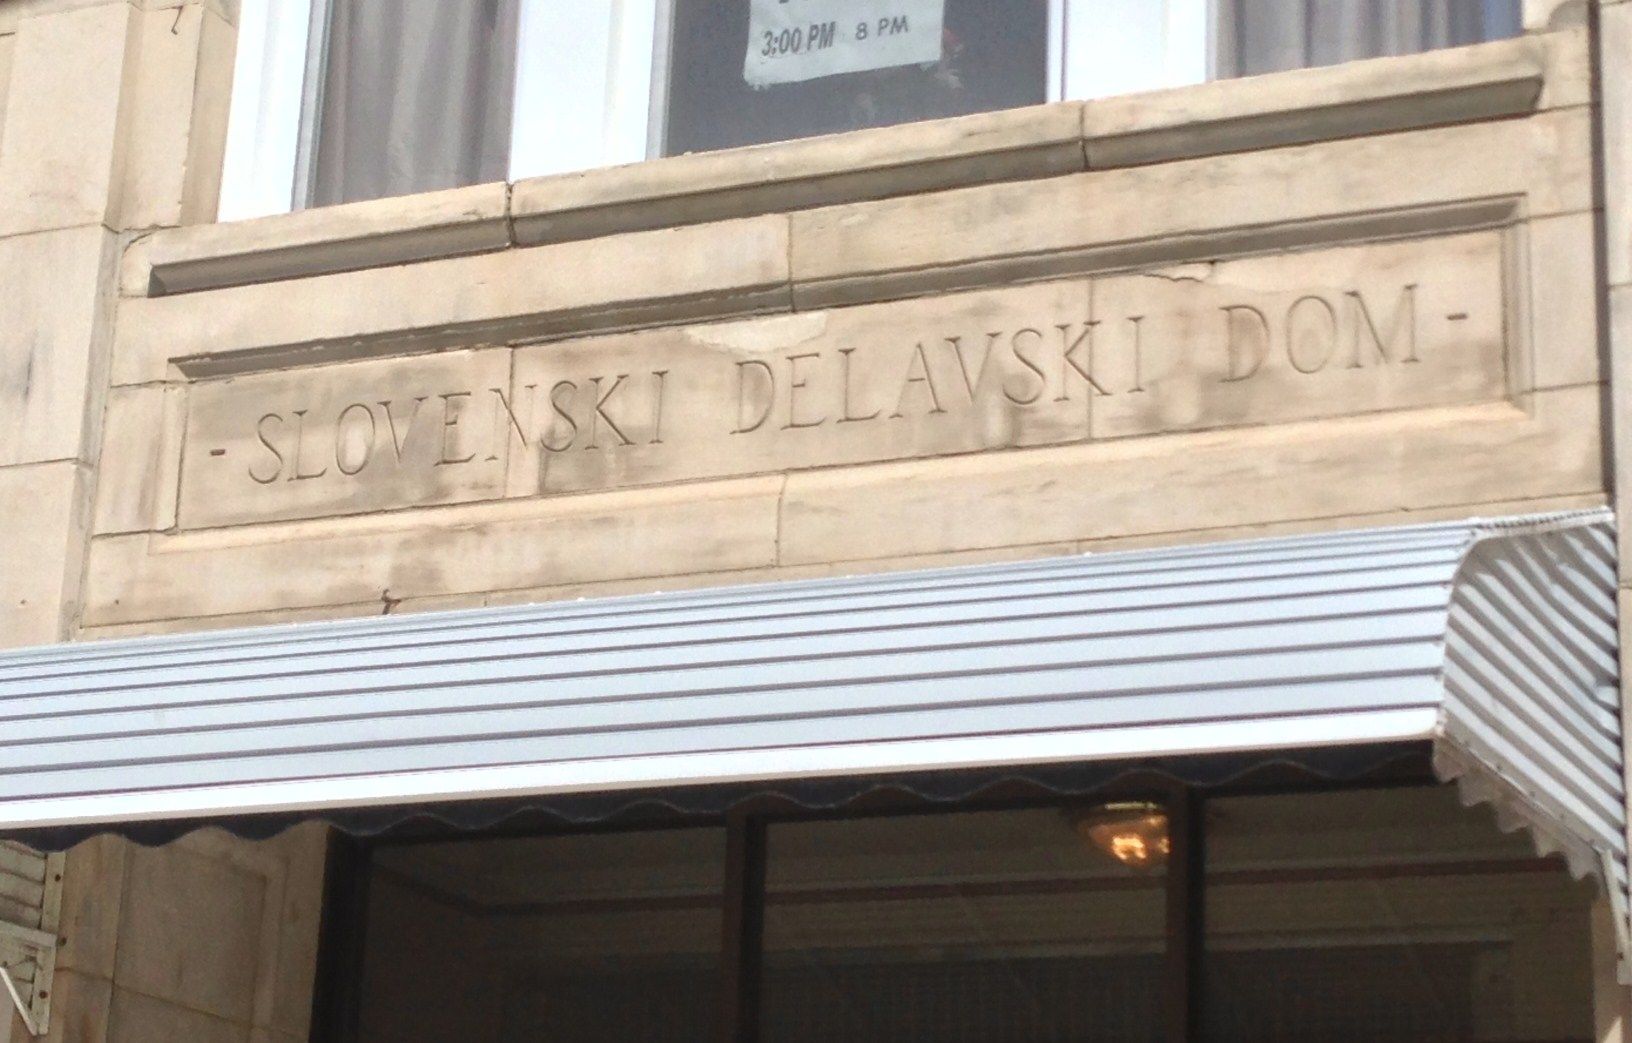 3:00 PM 8 PM
- SLOVENSKI DELAVSKI DOM -